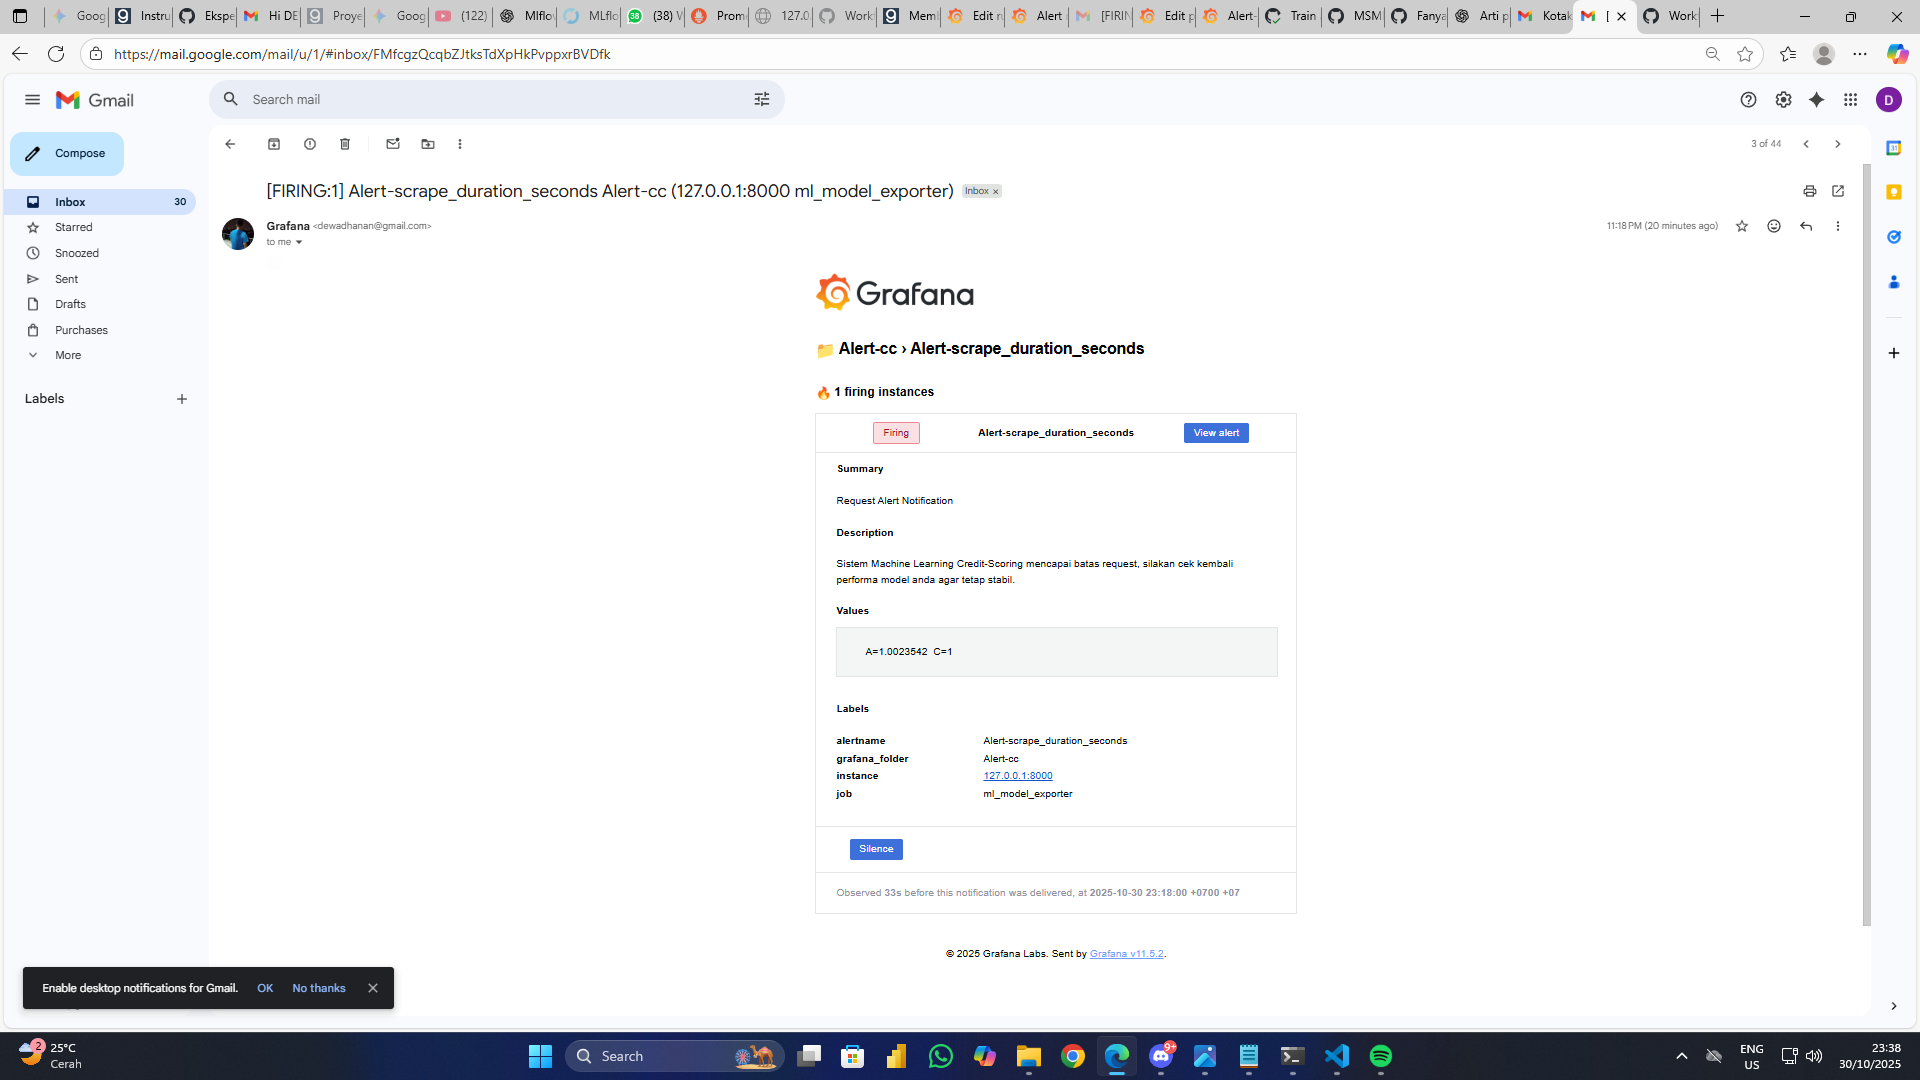 Goog
Instru
Ekspe
Hi DE
Proye
Goog
(122)
Mlflov
MLflo
(38) V
Prom
127.0
Work
Mem
Edit ru
Alert r
[FIRIN
Edit p
Alert-
Train
MSM
Fanya
Arti p
Kotak
[
Work
https://mail.google.com/mail/u/1/#inbox/FMfcgzQcqbZJtksTdXpHkPvppxrBVDfk
Gmail
Search mail
D
Compose
3 of 44
Inbox 30
Starred
Snoozed
Sent
Drafts
Purchases
More
Labels
[FIRING:1] Alert-scrape_duration_seconds Alert-cc (127.0.0.1:8000 ml_model_exporter) Inbox ×
Grafana <dewadhanan@gmail.com>
11:18 PM (20 minutes ago)
to me
Grafana
Alert-cc › Alert-scrape_duration_seconds
1 firing instances
Firing Alert-scrape_duration_seconds View alert
Summary
Request Alert Notification
Description
Sistem Machine Learning Credit-Scoring mencapai batas request, silakan cek kembali
performa model anda agar tetap stabil.
Values
A=1.0023542 C=1
Labels
alertname Alert-scrape_duration_seconds
grafana_folder Alert-cc
instance 127.0.0.1:8000
job ml_model_exporter
Silence
Observed 33s before this notification was delivered, at 2025-10-30 23:18:00 +0700 +07
© 2025 Grafana Labs. Sent by Grafana v11.5.2.
Enable desktop notifications for Gmail. OK No thanks
2
25°C
Cerah
Search
9+
ENG
US
23:38
30/10/2025